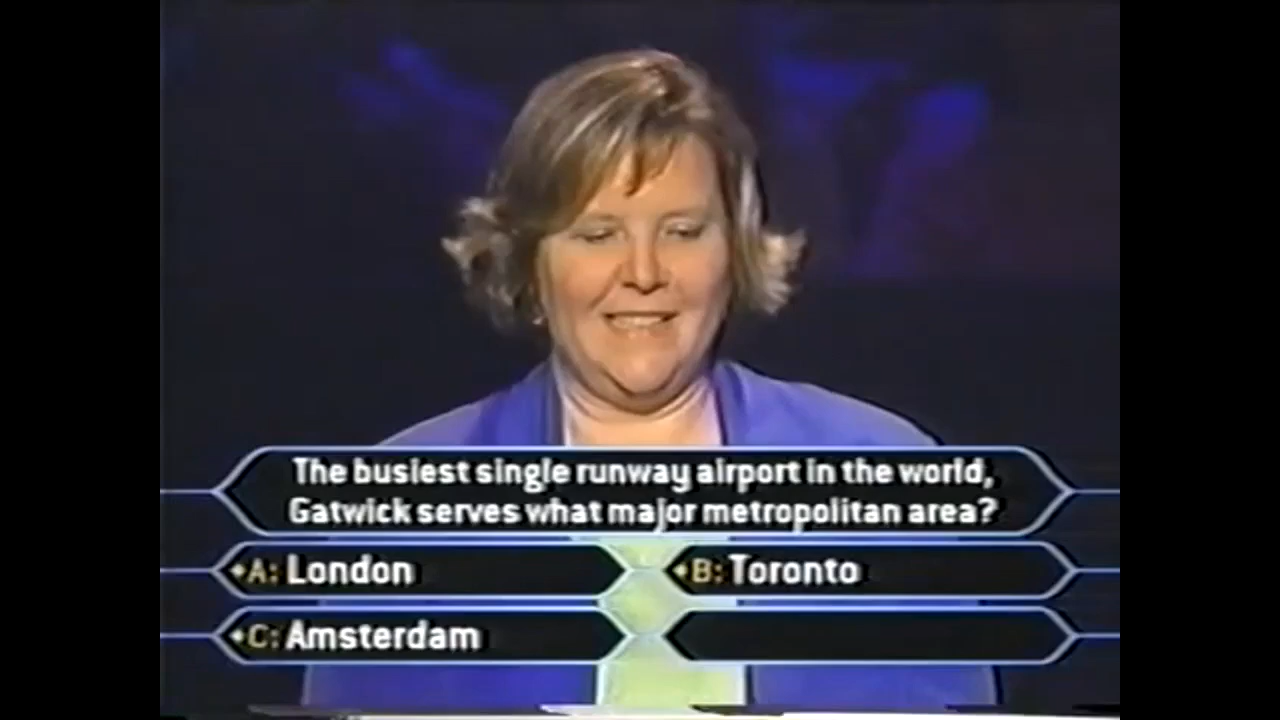 The busiest single runway airport in the world,
Gatwick serves what major metropolitan area?
A: London
B: Toronto
C: Amsterdam